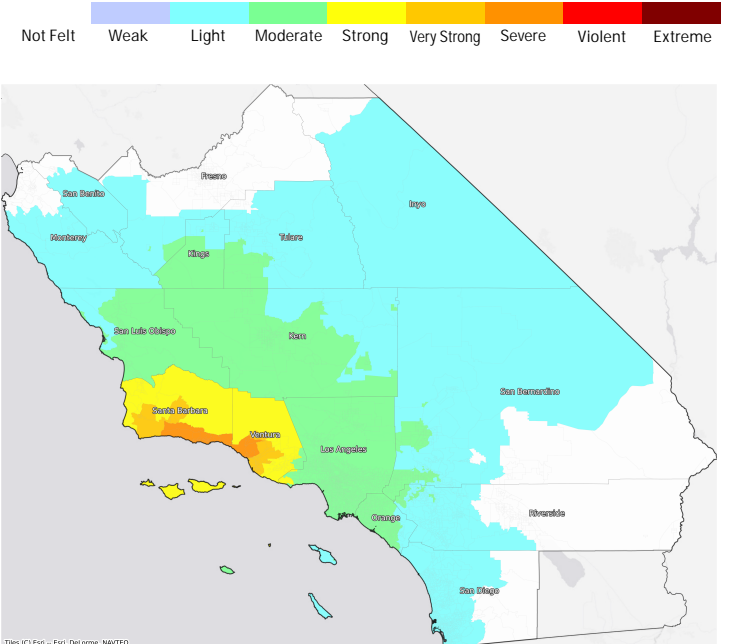 Not Felt Weak Light Moderate Strong Very Strong Severe Violent Extreme
Fresno
San Benito
Inyo
Monterey
Tulare
Kings
San Luis Obispo
Kern
San Bernardino
Santa Barbara
Ventura
Los Angeles
Riverside
Orange
San Diego
Tiles (C) Esri -- Esri, DeLorme, NAVTEQ